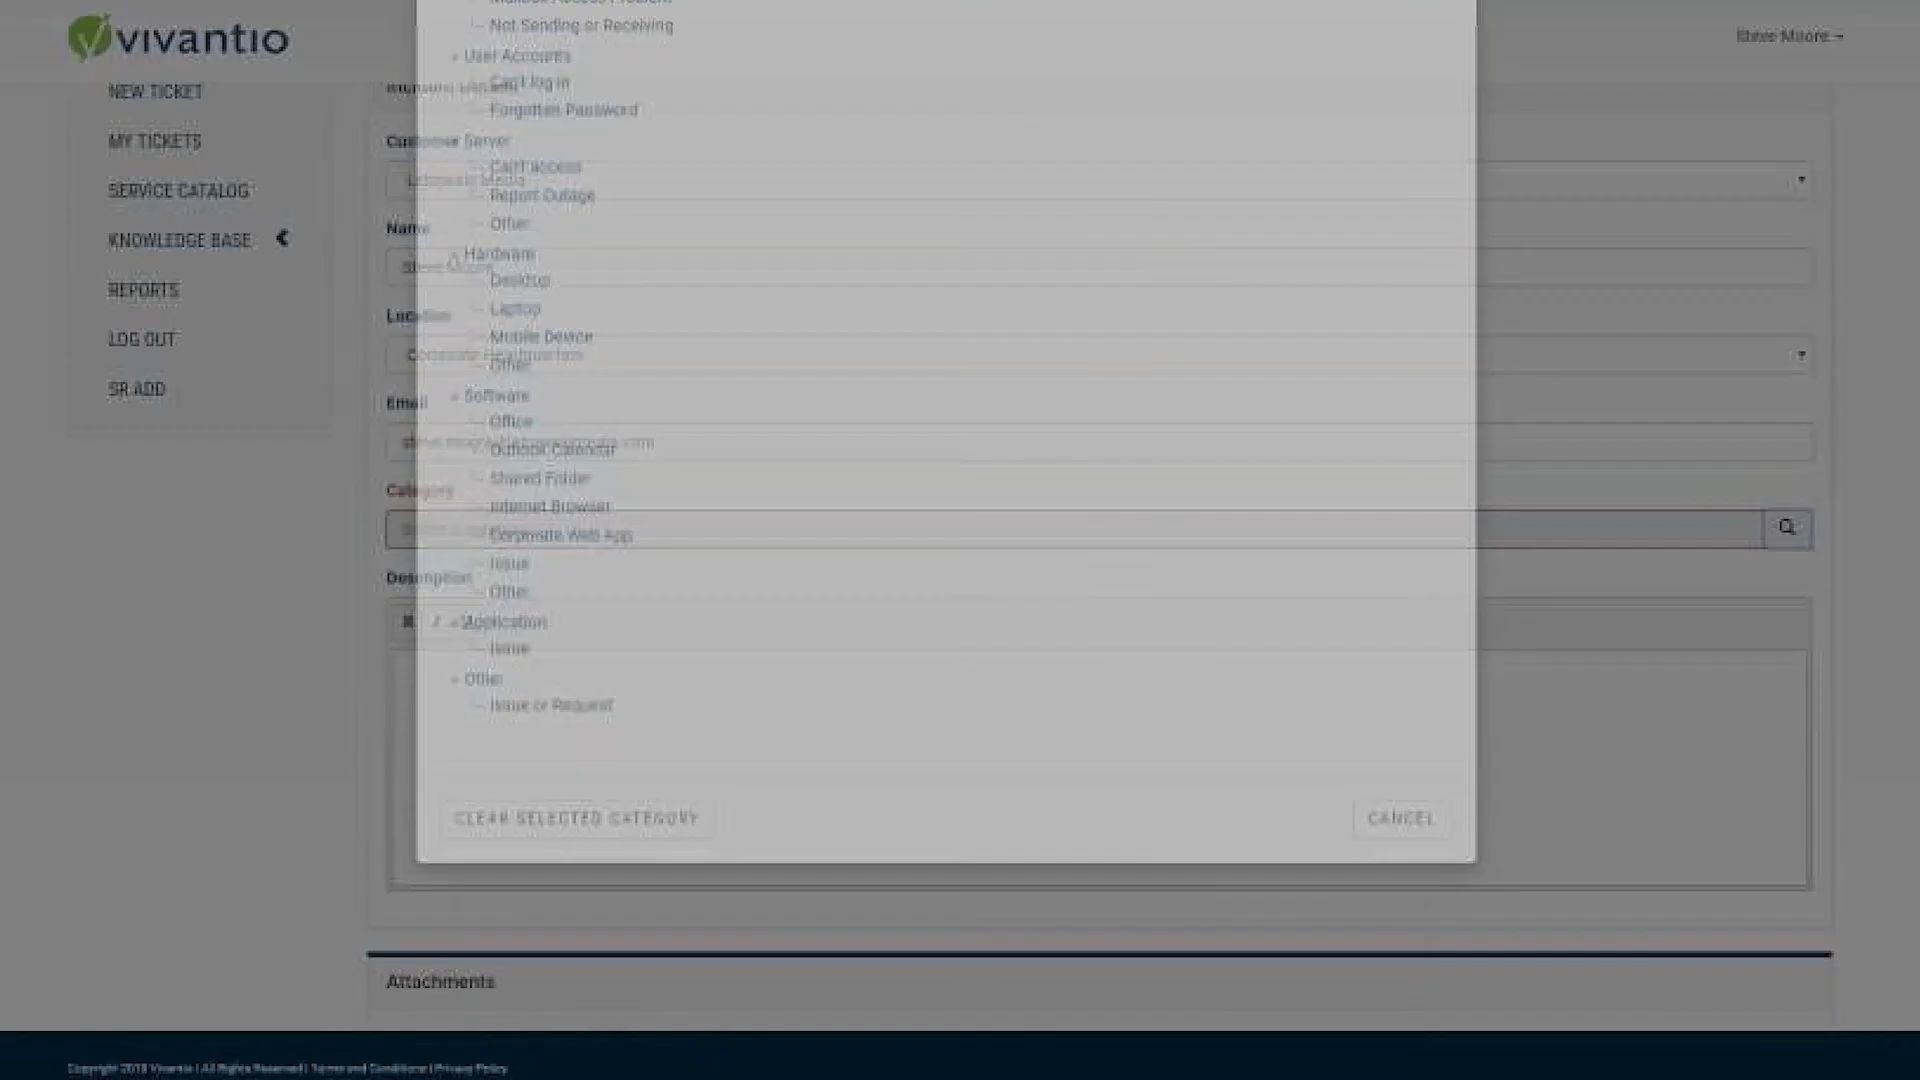 vivantio
Steve Moore
Not Sending or Receiving
User Accounts
Can't log in
Forgotten Password
NEW TICKET
MY TICKETS
SERVICE CATALOG
KNOWLEDGE BASE
REPORTS
LOG OUT
SR ADD
Customer
Server
Can't access
Report Outage
Other
Name
Hardware
Steve Moore
Desktop
Laptop
Location
Mobile Device
Corporate Headquarters
Other
Software
Email
Office
Outlook Calendar
Shared Folder
Category
Internet Browser
Corporate Web App
Issue
Description
Other
Application
Issue
Other
Issue or Request
CLEAR SELECTED CATEGORY
CANCEL
Attachments
Copyright 2018 Vivantio | All Rights Reserved | Terms and Conditions | Privacy Policy